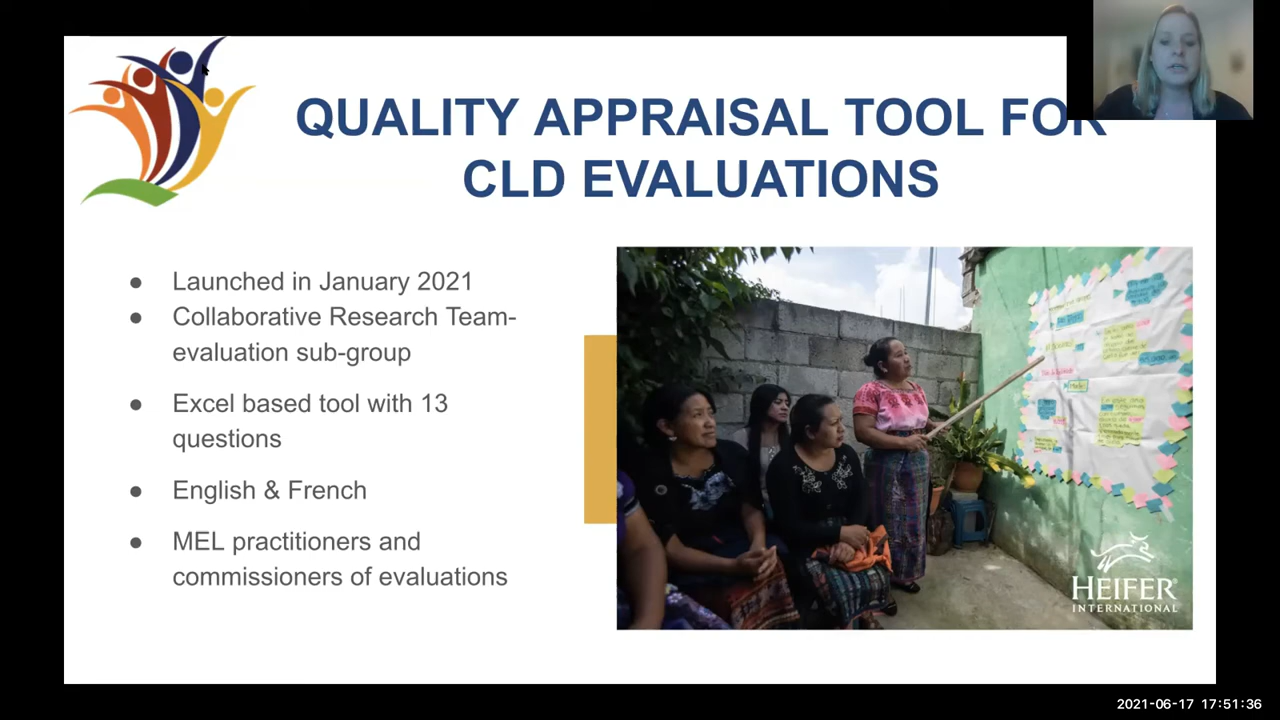 QUALITY APPRAISAL TOOL FOR
CLD EVALUATIONS
● Launched in January 2021
● Collaborative Research Team-
evaluation sub-group
● Excel based tool with 13
questions
● English & French
● MEL practitioners and
commissioners of evaluations
HEIFER®
INTERNATIONAL
2021-06-17 17:51:36